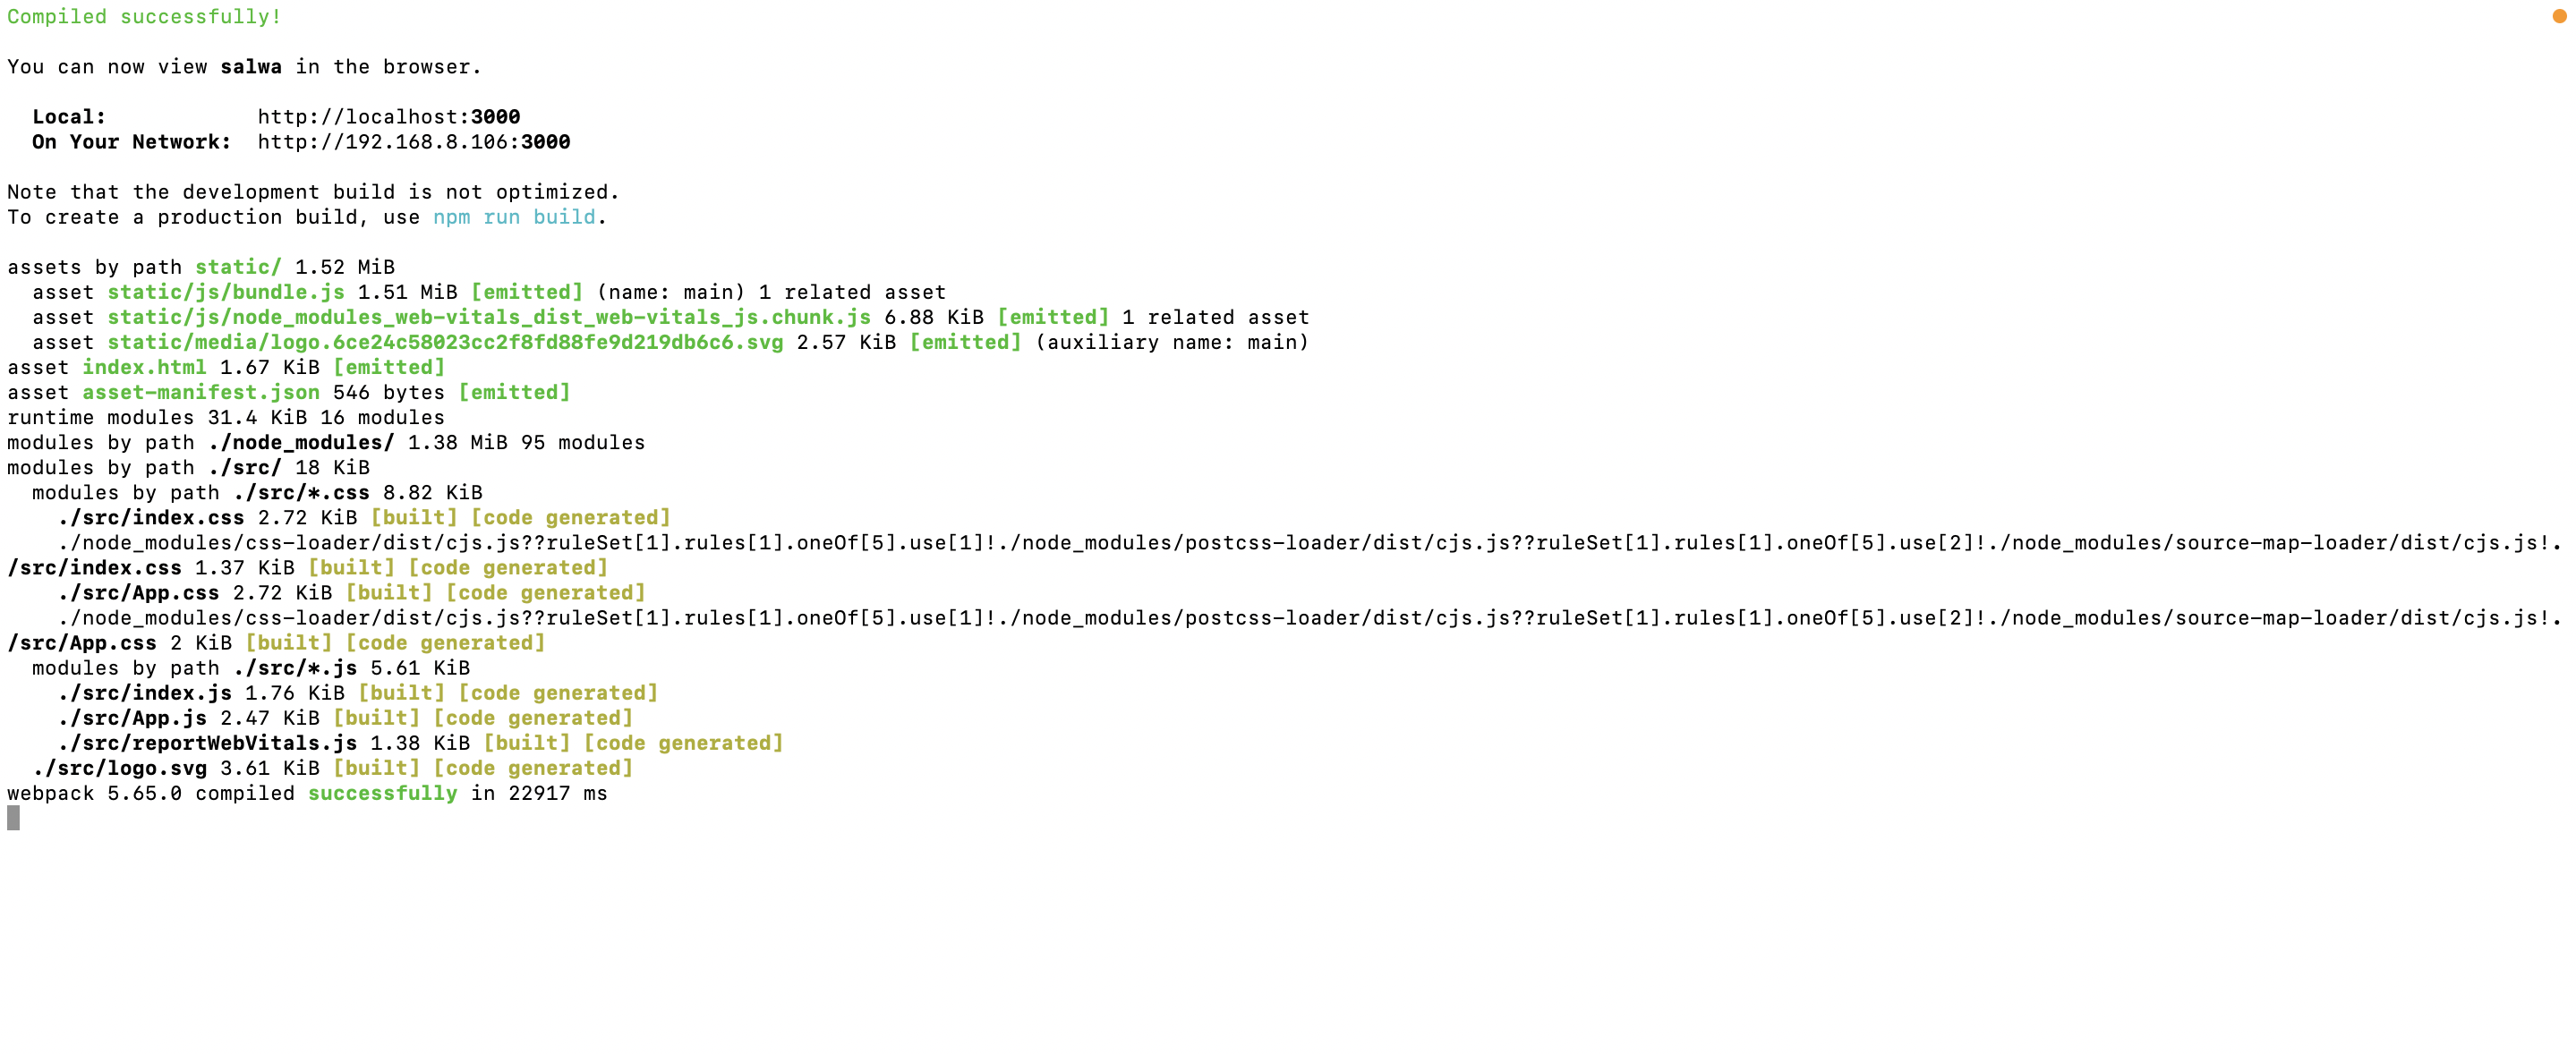 Compiled successfully!
You can now view salwa in the browser.
Local: http://localhost:3000
On Your Network: http://192.168.8.106:3000
Note that the development build is not optimized.
To create a production build, use npm run build.
assets by path static/ 1.52 MiB
asset static/js/bundle.js 1.51 MiB [emitted] (name: main) 1 related asset
asset static/js/node_modules_web-vitals_dist_web-vitals_js.chunk.js 6.88 KiB [emitted] 1 related asset
asset static/media/logo.6ce24c58023cc2f8fd88fe9d219db6c6.svg 2.57 KiB [emitted] (auxiliary name: main)
asset index.html 1.67 KiB [emitted]
asset asset-manifest.json 546 bytes [emitted]
runtime modules 31.4 KiB 16 modules
modules by path ./node_modules/ 1.38 MiB 95 modules
modules by path ./src/ 18 KiB
modules by path ./src/*.css 8.82 KiB
./src/index.css 2.72 KiB [built] [code generated]
./node_modules/css-loader/dist/cjs.js??ruleSet[1].rules[1].oneOf[5].use[1]!./node_modules/postcss-loader/dist/cjs.js??ruleSet[1].rules[1].oneOf[5].use[2]!./node_modules/source-map-loader/dist/cjs.js!.
/src/index.css 1.37 KiB [built] [code generated]
./src/App.css 2.72 KiB [built] [code generated]
./node_modules/css-loader/dist/cjs.js??ruleSet[1].rules[1].oneOf[5].use[1]!./node_modules/postcss-loader/dist/cjs.js??ruleSet[1].rules[1].oneOf[5].use[2]!./node_modules/source-map-loader/dist/cjs.js!.
/src/App.css 2 KiB [built] [code generated]
modules by path ./src/*.js 5.61 KiB
./src/index.js 1.76 KiB [built] [code generated]
./src/App.js 2.47 KiB [built] [code generated]
./src/reportWebVitals.js 1.38 KiB [built] [code generated]
./src/logo.svg 3.61 KiB [built] [code generated]
webpack 5.65.0 compiled successfully in 22917 ms